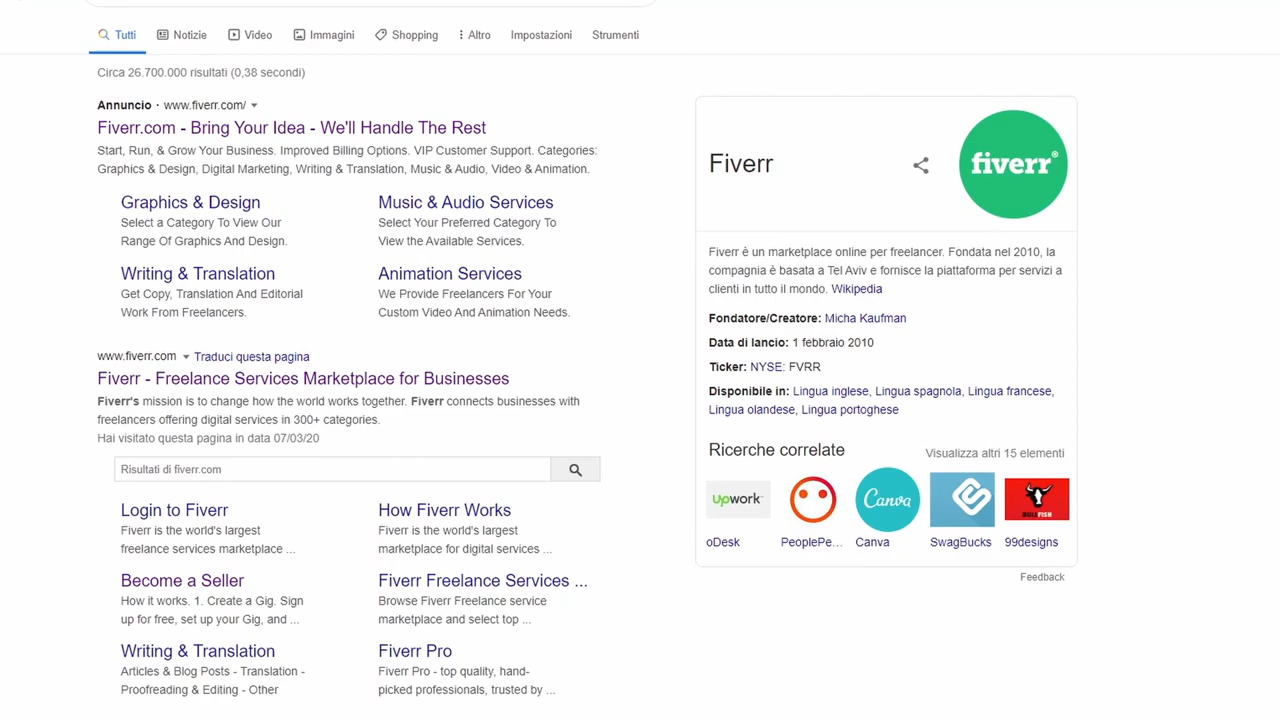 Tutti
Notizie
Video
Immagini
Shopping
Altro
Impostazioni
Strumenti
Circa 26.700.000 risultati (0,38 secondi)
Annuncio · www.fiverr.com/
Fiverr.com - Bring Your Idea - We'll Handle The Rest
Start, Run, & Grow Your Business. Improved Billing Options. VIP Customer Support. Categories:
Graphics & Design, Digital Marketing, Writing & Translation, Music & Audio, Video & Animation.
Graphics & Design
Select a Category To View Our
Range Of Graphics And Design.
Music & Audio Services
Select Your Preferred Category To
View the Available Services.
Writing & Translation
Get Copy, Translation And Editorial
Work From Freelancers.
Animation Services
We Provide Freelancers For Your
Custom Video And Animation Needs.
www.fiverr.com Traduci questa pagina
Fiverr - Freelance Services Marketplace for Businesses
Fiverr's mission is to change how the world works together. Fiverr connects businesses with
freelancers offering digital services in 300+ categories.
Hai visitato questa pagina in data 07/03/20
Risultati di fiverr.com
Login to Fiverr
Fiverr is the world's largest
freelance services marketplace ...
How Fiverr Works
Fiverr is the world's largest
marketplace for digital services ...
Become a Seller
How it works. 1. Create a Gig. Sign
up for free, set up your Gig, and ...
Fiverr Freelance Services ...
Browse Fiverr Freelance service
marketplace and select top ...
Writing & Translation
Articles & Blog Posts - Translation -
Proofreading & Editing - Other
Fiverr Pro
Fiverr Pro - top quality, hand-
picked professionals, trusted by ...
Fiverr
fiverr®
Fiverr è un marketplace online per freelancer. Fondata nel 2010, la
compagnia è basata a Tel Aviv e fornisce la piattaforma per servizi a
clienti in tutto il mondo. Wikipedia
Fondatore/Creatore: Micha Kaufman
Data di lancio: 1 febbraio 2010
Ticker: NYSE: FVRR
Disponibile in: Lingua inglese, Lingua spagnola, Lingua francese,
Lingua olandese, Lingua portoghese
Ricerche correlate
Visualizza altri 15 elementi
upwork
Canva
BULL FISH
oDesk
PeoplePe...
Canva
SwagBucks
99designs
Feedback